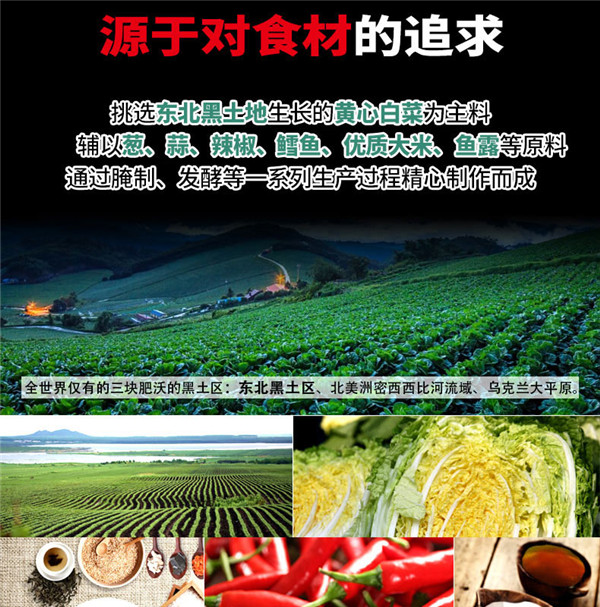 源于对食材的追求
挑选东北黑土地生长的黄心白菜为主料
辅以葱、蒜、辣椒、鳕鱼、优质大米、鱼露等原料
通过腌制、发酵等一系列生产过程精心制作而成
全世界仅有的三块肥沃的黑土区：东北黑土区、北美洲密西西比河流域、乌克兰大平原。